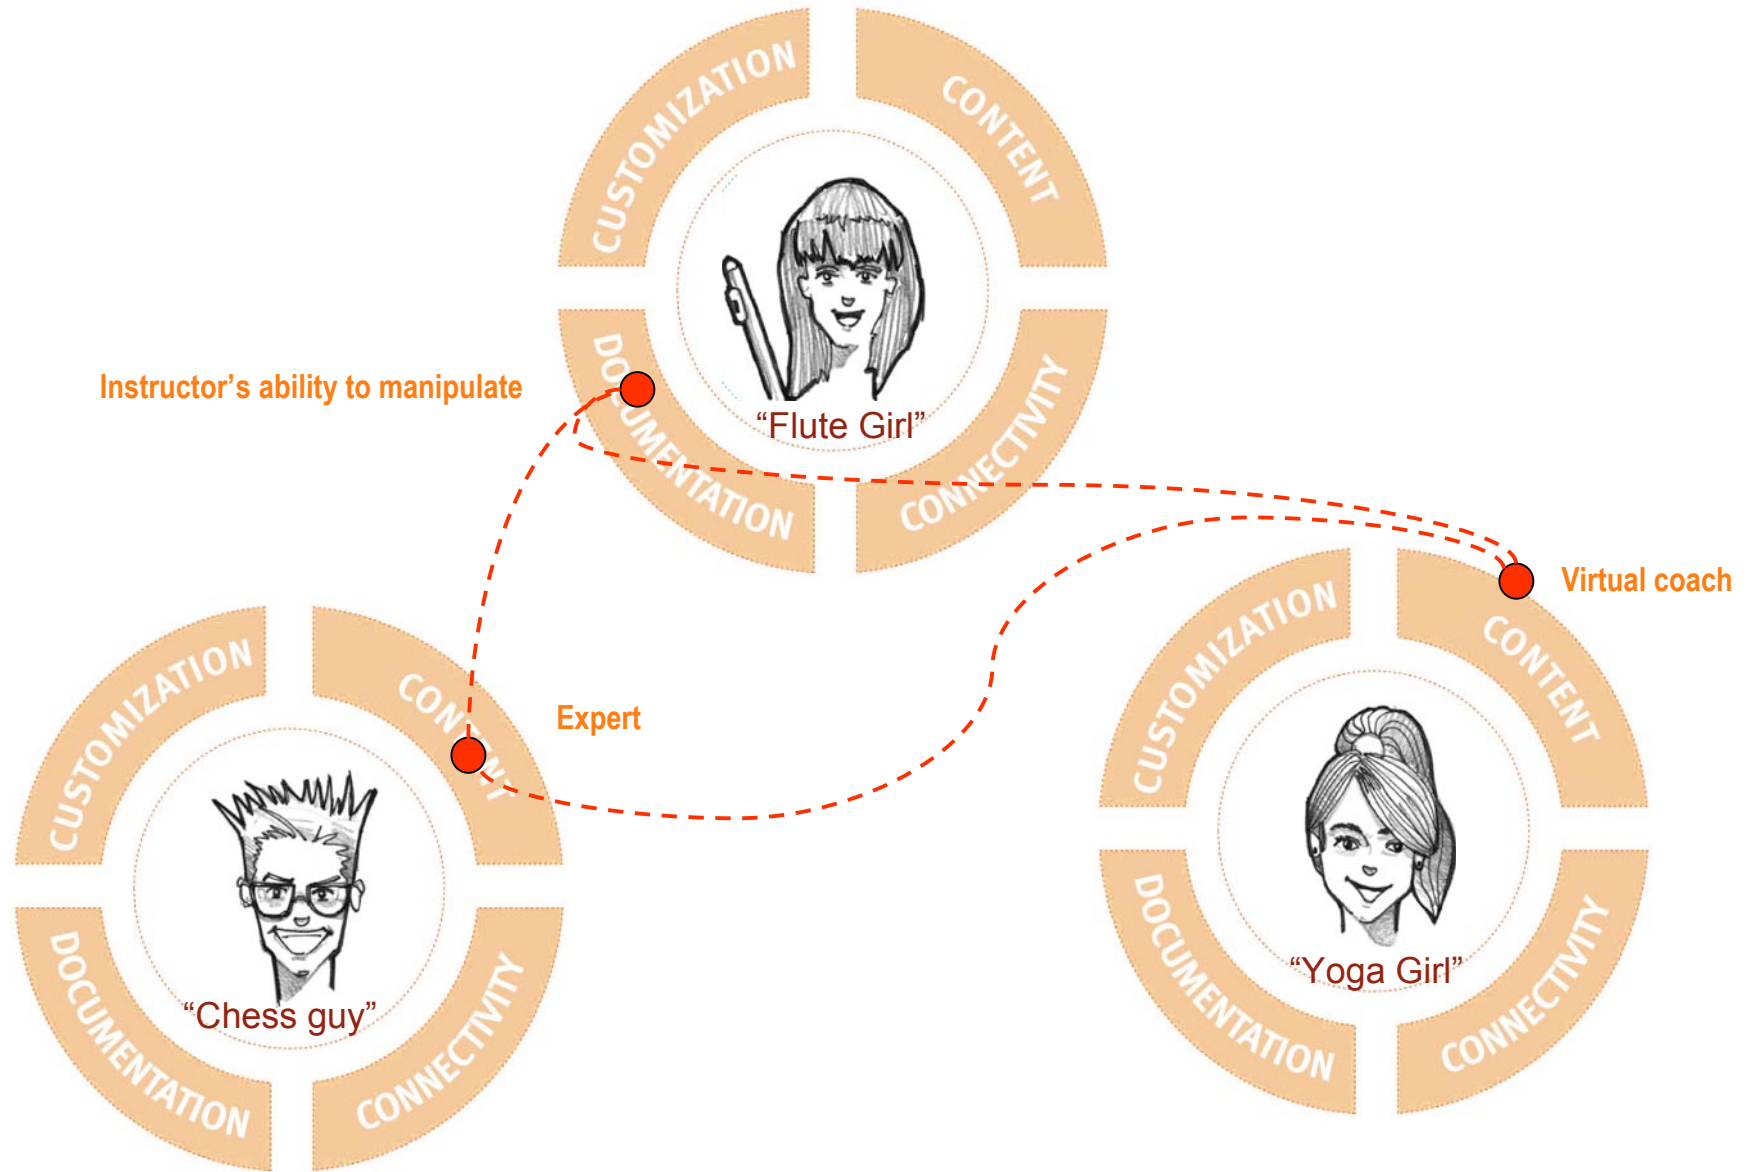 CUSTOMIZATION
CONTENT
DOCUMENTATION
CONNECTIVITY
“Flute Girl”
Instructor’s ability to manipulate
Virtual coach
Expert
CUSTOMIZATION
CONTENT
DOCUMENTATION
CONNECTIVITY
“Chess guy”
CUSTOMIZATION
CONTENT
DOCUMENTATION
CONNECTIVITY
“Yoga Girl”